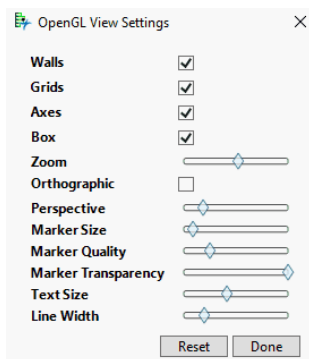 OpenGL View Settings
Walls
Grids
Axes
Box
Zoom
Orthographic
Perspective
Marker Size
Marker Quality
Marker Transparency
Text Size
Line Width
Reset Done